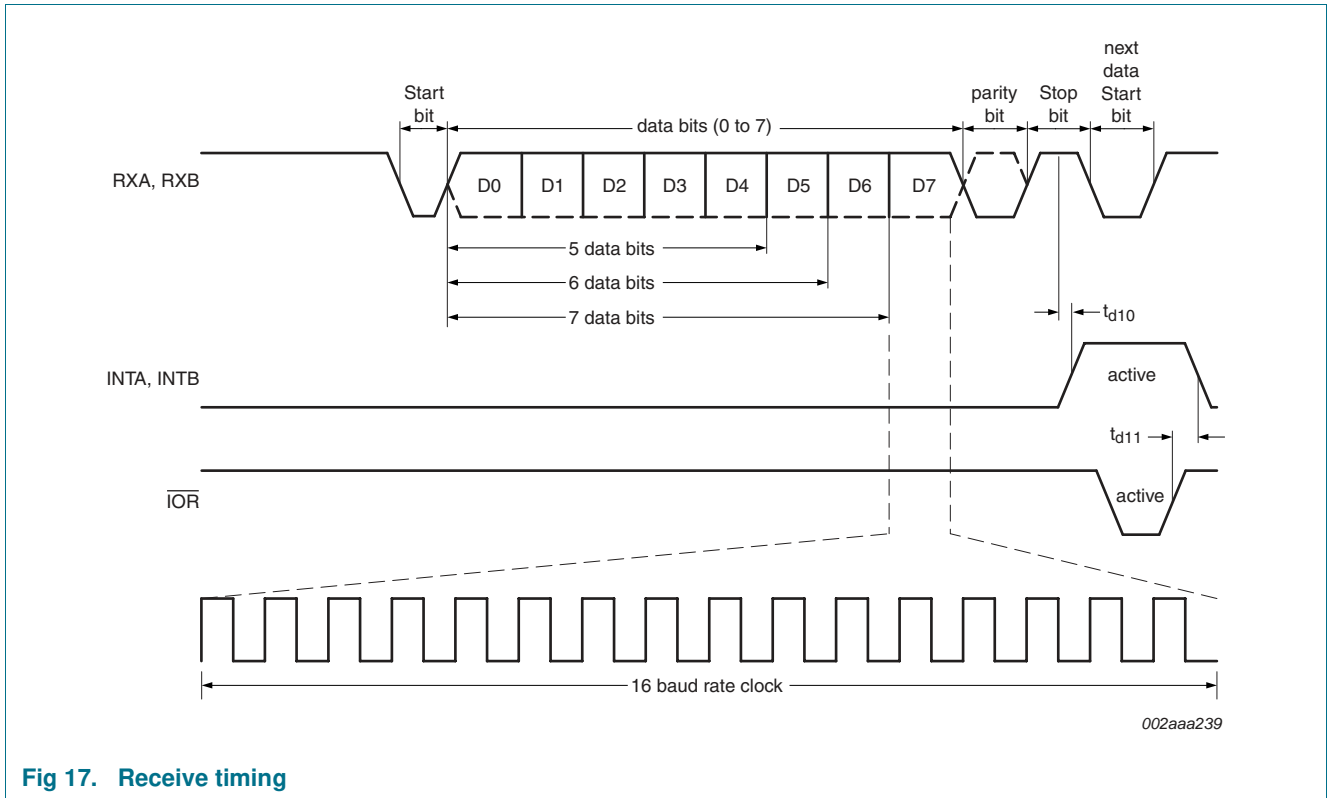 next
data
Start
bit
Start
bit
parity
bit
Stop
bit
data bits (0 to 7)
RXA, RXB
D0 D1 D2 D3 D4 D5 D6 D7
5 data bits
6 data bits
7 data bits
td10
INTA, INTB
active
td11
IOR
active
16 baud rate clock
002aaa239
Fig 17. Receive timing